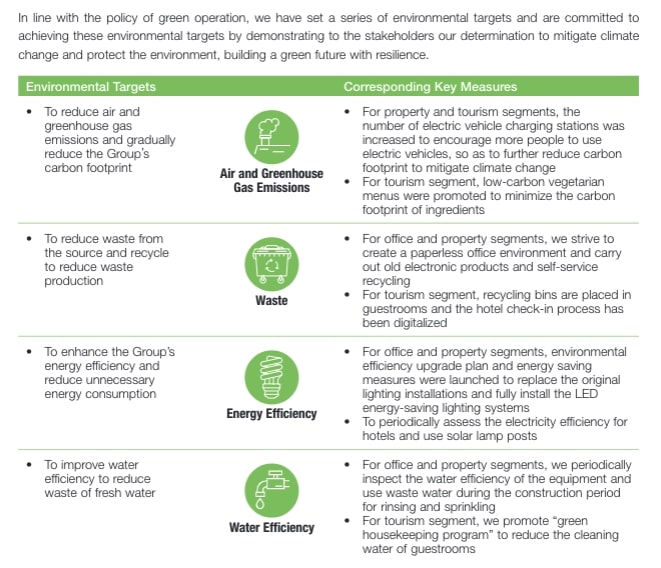 In line with the policy of green operation, we have set a series of environmental targets and are committed to
achieving these environmental targets by demonstrating to the stakeholders our determination to mitigate climate
change and protect the environment, building a green future with resilience.
Environmental Targets
Corresponding Key Measures
• To reduce air and
greenhouse gas
emissions and gradually
reduce the Group's
carbon footprint
Air and Greenhouse
Gas Emissions
• For property and tourism segments, the
number of electric vehicle charging stations was
increased to encourage more people to use
electric vehicles, so as to further reduce carbon
footprint to mitigate climate change
• For tourism segment, low-carbon vegetarian
menus were promoted to minimize the carbon
footprint of ingredients
• To reduce waste from
the source and recycle
to reduce waste
production
Waste
• For office and property segments, we strive to
create a paperless office environment and carry
out old electronic products and self-service
recycling
• For tourism segment, recycling bins are placed in
guestrooms and the hotel check-in process has
been digitalized
• To enhance the Group's
energy efficiency and
reduce unnecessary
energy consumption
Energy Efficiency
• For office and property segments, environmental
efficiency upgrade plan and energy saving
measures were launched to replace the original
lighting installations and fully install the LED
energy-saving lighting systems
• To periodically assess the electricity efficiency for
hotels and use solar lamp posts
• To improve water
efficiency to reduce
waste of fresh water
Water Efficiency
• For office and property segments, we periodically
inspect the water efficiency of the equipment and
use waste water during the construction period
for rinsing and sprinkling
• For tourism segment, we promote "green
housekeeping program" to reduce the cleaning
water of guestrooms